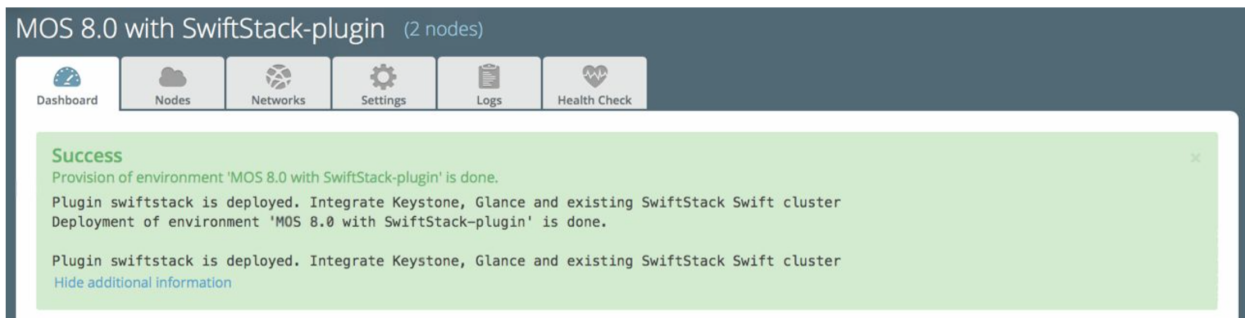 MOS 8.0 with SwiftStack-plugin (2 nodes)
Dashboard Nodes Networks Settings Logs Health Check
Success
×
Provision of environment 'MOS 8.0 with SwiftStack-plugin' is done.
Plugin swiftstack is deployed. Integrate Keystone, Glance and existing SwiftStack Swift cluster
Deployment of environment 'MOS 8.0 with SwiftStack-plugin' is done.
Plugin swiftstack is deployed. Integrate Keystone, Glance and existing SwiftStack Swift cluster
Hide additional information